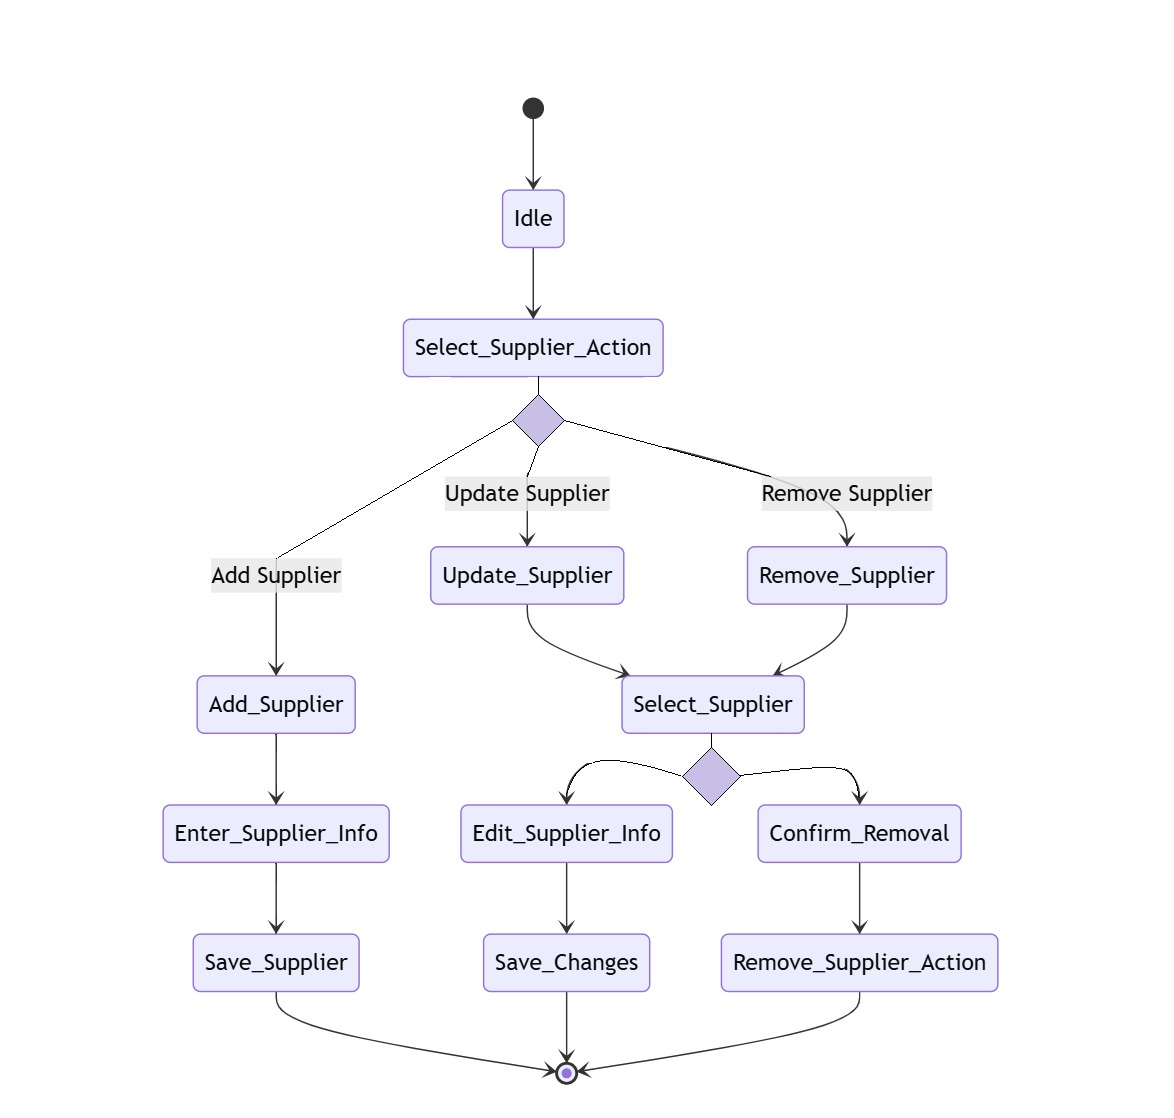 Idle
Select_Supplier_Action
Update Supplier
Remove Supplier
Add Supplier
Update_Supplier
Remove_Supplier
Add_Supplier
Select_Supplier
Enter_Supplier_Info
Edit_Supplier_Info
Confirm_Removal
Save_Supplier
Save_Changes
Remove_Supplier_Action